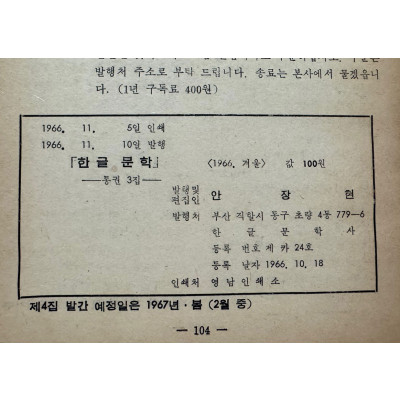 발행처 주소로 부탁 드립니다. 송료는 본사에서 물겠읍니
다. (1년 구독료 400원)
1966. 11. 5일 인쇄
1966. 11. 10일 발행
『한글 문학』 〈1966. 겨울〉 값 100원
──통권 3집──
발행및
편집인 안 장 현
발행처 부산 직할시 동구 초량 4동 779―6
한 글 문 학 사
등록 번호 제 카 24호
등록 날자 1966. 10. 18
인쇄처 영남인쇄소
제4집 발간 예정일은 1967년·봄 (2월 중)
― 104 ―